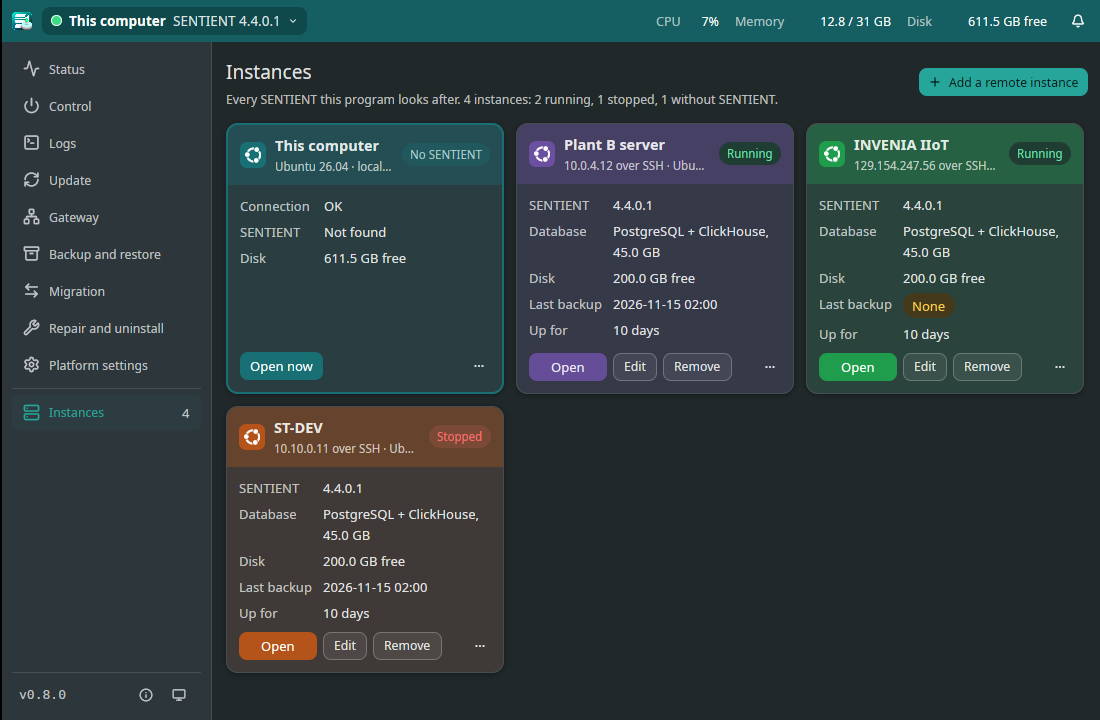 This computer SENTIENT 4.4.0.1
CPU 7% Memory 12.8 / 31 GB Disk 611.5 GB free
Status
Control
Logs
Update
Gateway
Backup and restore
Migration
Repair and uninstall
Platform settings
Instances 4
v0.8.0
Instances
Every SENTIENT this program looks after. 4 instances: 2 running, 1 stopped, 1 without SENTIENT.
+ Add a remote instance
This computer
Ubuntu 26.04 · local...
No SENTIENT
Connection OK
SENTIENT Not found
Disk 611.5 GB free
Open now ...
Plant B server
10.0.4.12 over SSH · Ubu...
Running
SENTIENT 4.4.0.1
Database PostgreSQL + ClickHouse,
45.0 GB
Disk 200.0 GB free
Last backup 2026-11-15 02:00
Up for 10 days
Open Edit Remove ...
INVENIA IIoT
129.154.247.56 over SSH...
Running
SENTIENT 4.4.0.1
Database PostgreSQL + ClickHouse,
45.0 GB
Disk 200.0 GB free
Last backup None
Up for 10 days
Open Edit Remove ...
ST-DEV
10.10.0.11 over SSH · Ub...
Stopped
SENTIENT 4.4.0.1
Database PostgreSQL + ClickHouse,
45.0 GB
Disk 200.0 GB free
Last backup 2026-11-15 02:00
Up for 10 days
Open Edit Remove ...